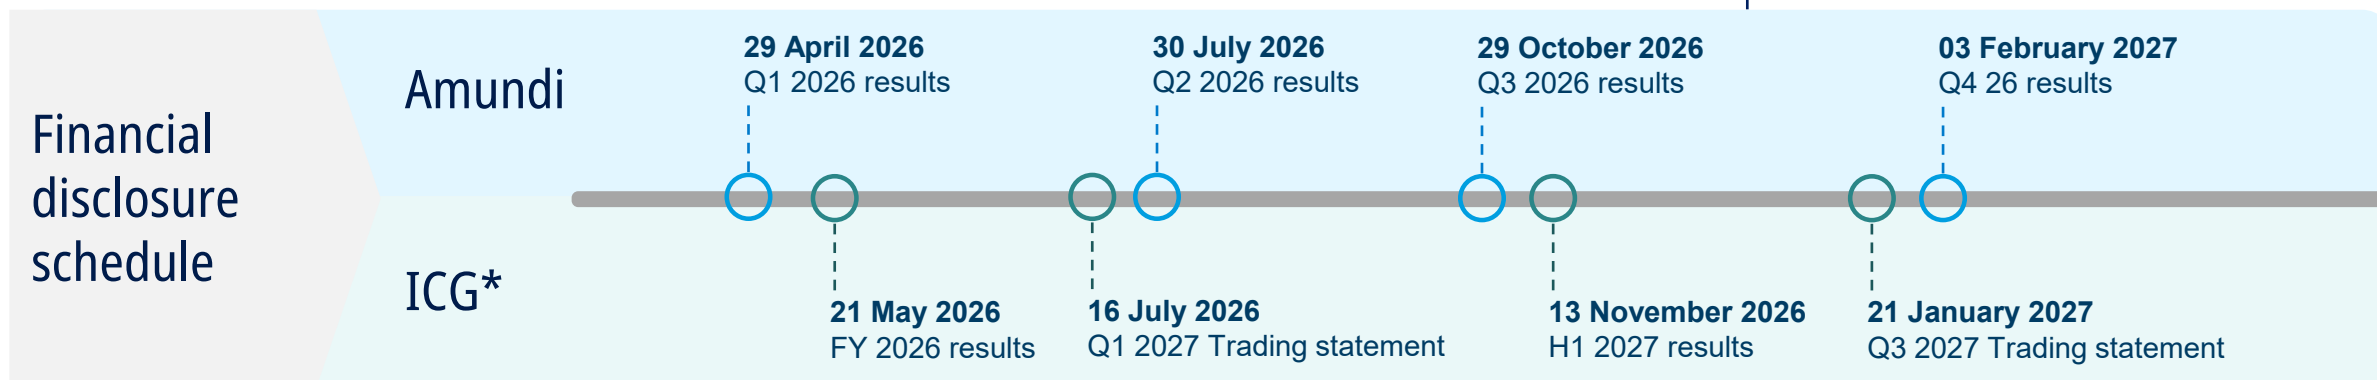 Financial
disclosure
schedule
Amundi
29 April 2026
Q1 2026 results
30 July 2026
Q2 2026 results
29 October 2026
Q3 2026 results
03 February 2027
Q4 26 results
ICG*
21 May 2026
FY 2026 results
16 July 2026
Q1 2027 Trading statement
13 November 2026
H1 2027 results
21 January 2027
Q3 2027 Trading statement